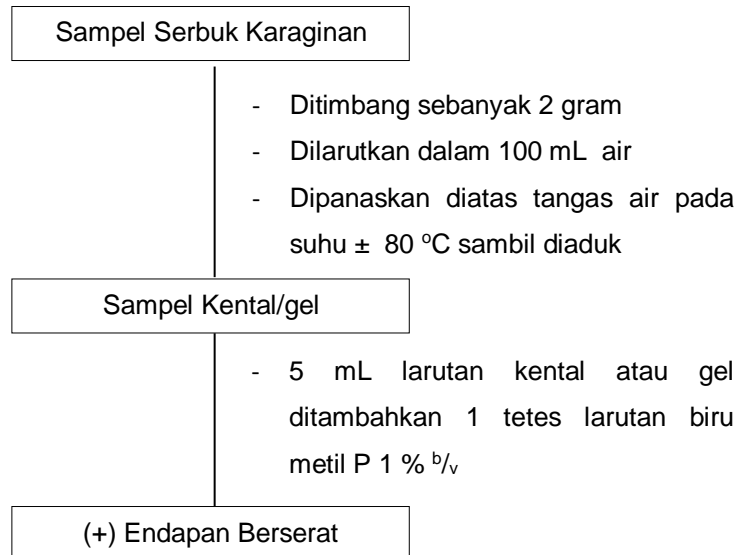 Sampel Serbuk Karaginan
- Ditimbang sebanyak 2 gram
- Dilarutkan dalam 100 mL air
- Dipanaskan diatas tangas air pada
suhu ± 80 ºC sambil diaduk
Sampel Kental/gel
- 5 mL larutan kental atau gel
ditambahkan 1 tetes larutan biru
metil P 1 % ᵇ/ᵥ
(+) Endapan Berserat